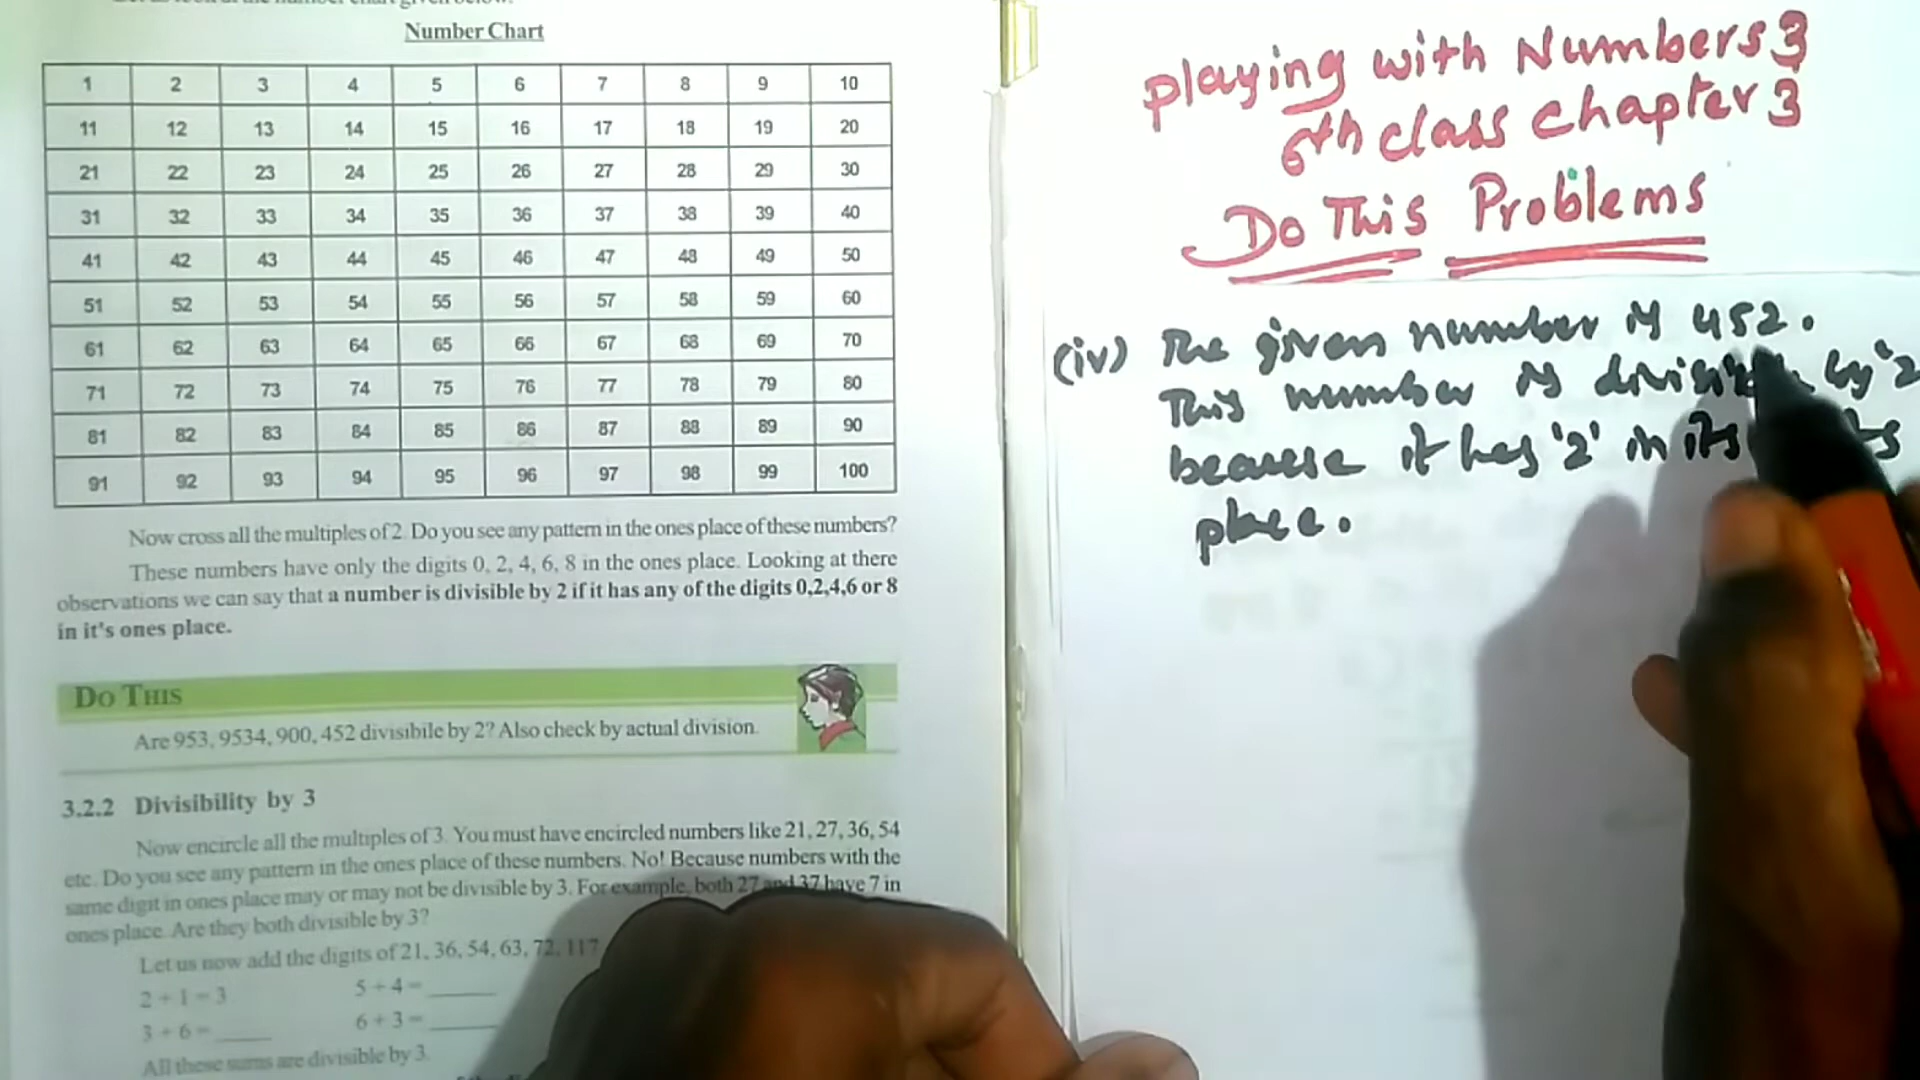 Number Chart
1 2 3 4 5 6 7 8 9 10
11 12 13 14 15 16 17 18 19 20
21 22 23 24 25 26 27 28 29 30
31 32 33 34 35 36 37 38 39 40
41 42 43 44 45 46 47 48 49 50
51 52 53 54 55 56 57 58 59 60
61 62 63 64 65 66 67 68 69 70
71 72 73 74 75 76 77 78 79 80
81 82 83 84 85 86 87 88 89 90
91 92 93 94 95 96 97 98 99 100
Now cross all the multiples of 2. Do you see any pattern in the ones place of these numbers?
These numbers have only the digits 0, 2, 4, 6, 8 in the ones place. Looking at there
observations we can say that a number is divisible by 2 if it has any of the digits 0,2,4,6 or 8
in it's ones place.
DO THIS
Are 953, 9534, 900, 452 divisibile by 2? Also check by actual division.
3.2.2 Divisibility by 3
Now encircle all the multiples of 3. You must have encircled numbers like 21, 27, 36, 54
etc. Do you see any pattern in the ones place of these numbers. No! Because numbers with the
same digit in ones place may or may not be divisible by 3. For example, both 27 and 37 have 7 in
ones place. Are they both divisible by 3?
Let us now add the digits of 21, 36, 54, 63, 72, 117
2 + 1 = 3 5 + 4 = ____
3 + 6 = ____ 6 + 3 = ____
All these sums are divisible by 3.
Playing with Numbers 3
6th class chapter 3
Do This Problems
(iv) The given number is 452.
This number is by '2
because it has '2' in its
place.